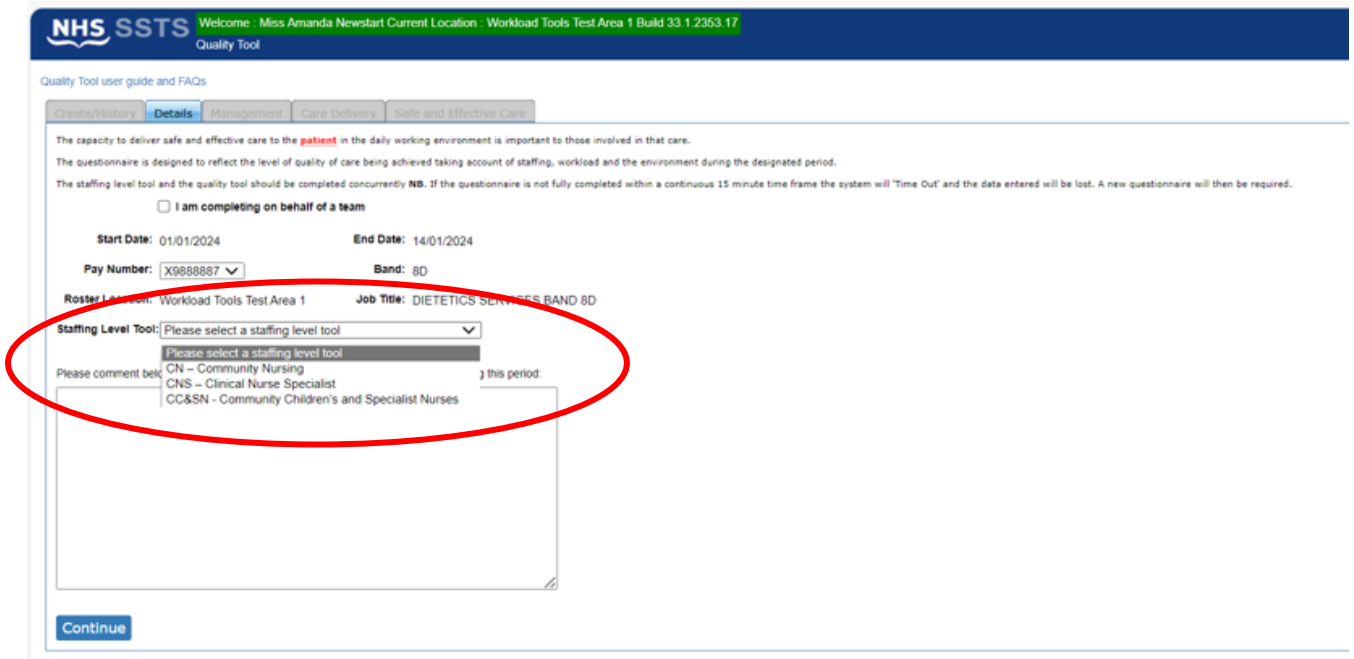 NHS SSTS Welcome : Miss Amanda Newstart Current Location : Workload Tools Test Area 1 Build 33.1.2353.17
Quality Tool
Quality Tool user guide and FAQs
Create/History Details Management Care Delivery Safe and Effective Care
The capacity to deliver safe and effective care to the patient in the daily working environment is important to those involved in that care.
The questionnaire is designed to reflect the level of quality of care being achieved taking account of staffing, workload and the environment during the designated period.
The staffing level tool and the quality tool should be completed concurrently NB. If the questionnaire is not fully completed within a continuous 15 minute time frame the system will 'Time Out' and the data entered will be lost. A new questionnaire will then be required.
I am completing on behalf of a team
Start Date: 01/01/2024 End Date: 14/01/2024
Pay Number: X9888887 Band: 8D
Roster Location: Workload Tools Test Area 1 Job Title: DIETETICS SERVICES BAND 8D
Staffing Level Tool: Please select a staffing level tool
Please select a staffing level tool
CN – Community Nursing
Please comment this period:
CNS – Clinical Nurse Specialist
CC&SN - Community Children's and Specialist Nurses
Continue